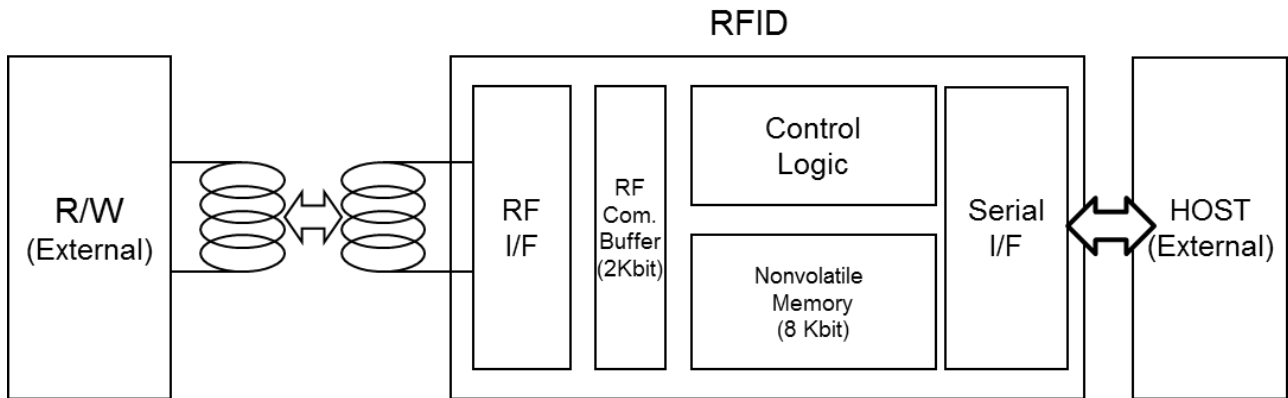 RFID
R/W
(External)
RF
I/F
RF
Com.
Buffer
(2Kbit)
Control
Logic
Nonvolatile
Memory
(8 Kbit)
Serial
I/F
HOST
(External)